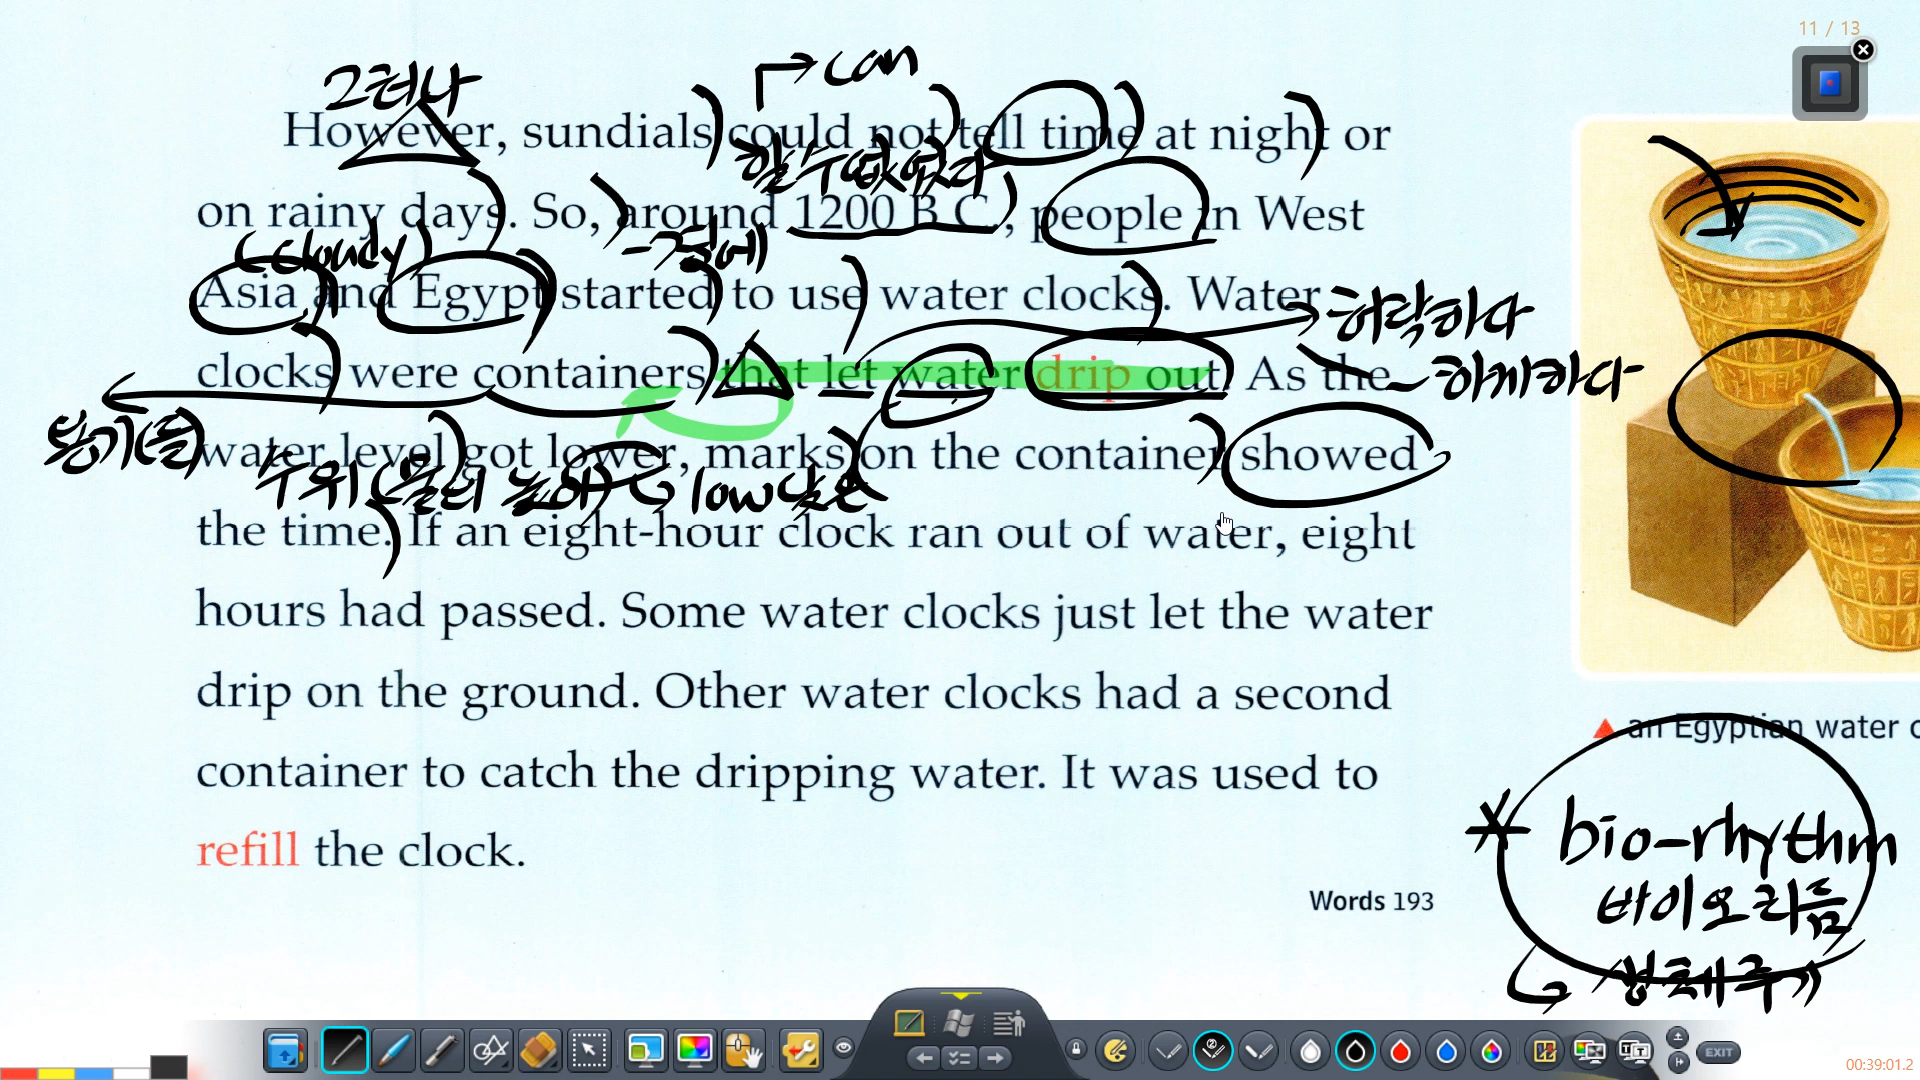 11 / 13
그러나
can
However, sundials could not tell time at night or
할 수 없었다
on rainy days. So, around 1200 B.C., people in West
(cloudy)
-경에
Asia and Egypt started to use water clocks. Water
허락하다
clocks were containers that let water drip out. As the
~하게하다
용기(들)
water level got lower, marks on the container showed
수위(물의 높이)
low 낮은
the time. If an eight-hour clock ran out of water, eight
hours had passed. Some water clocks just let the water
drip on the ground. Other water clocks had a second
▲ an Egyptian water c
container to catch the dripping water. It was used to
refill the clock.
Words 193
* bio-rhythm
바이오리듬
생체주기
EXIT
00:39:01.2